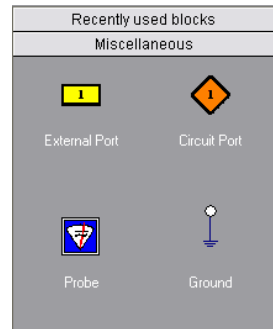 Recently used blocks
Miscellaneous
1 1
External Port Circuit Port
Probe Ground